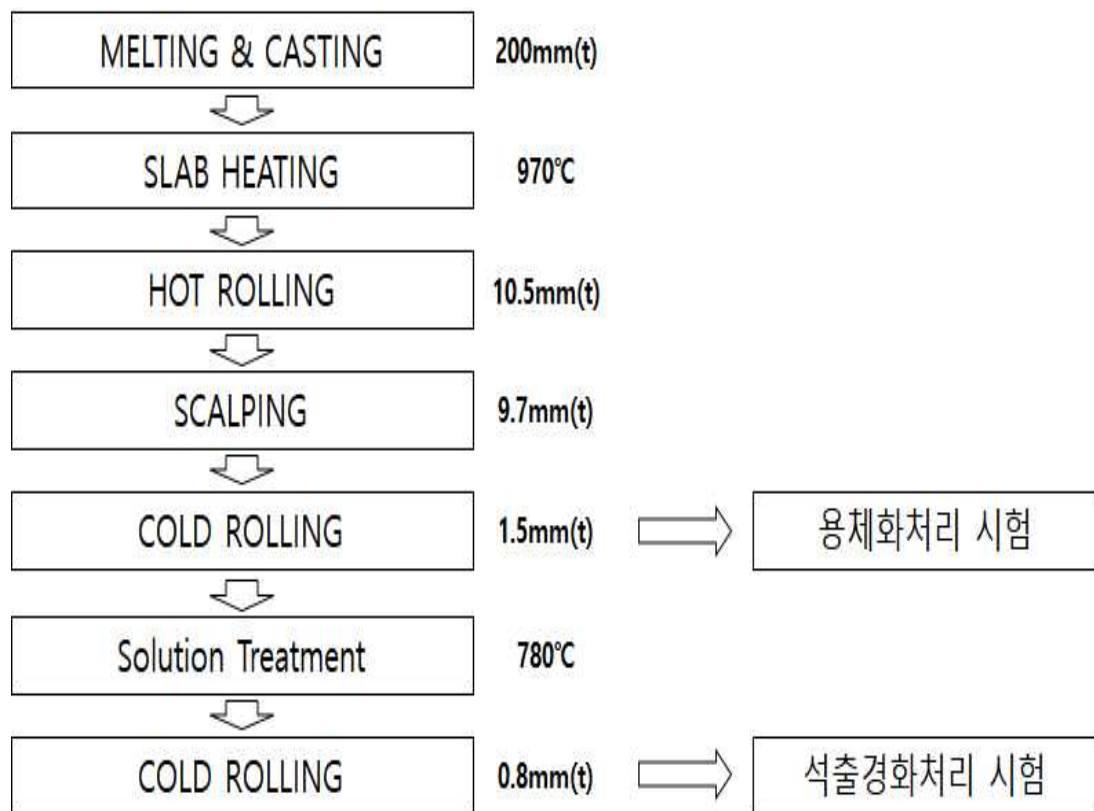 MELTING & CASTING 200mm(t)
SLAB HEATING 970℃
HOT ROLLING 10.5mm(t)
SCALPING 9.7mm(t)
COLD ROLLING 1.5mm(t) 용체화처리 시험
Solution Treatment 780℃
COLD ROLLING 0.8mm(t) 석출경화처리 시험